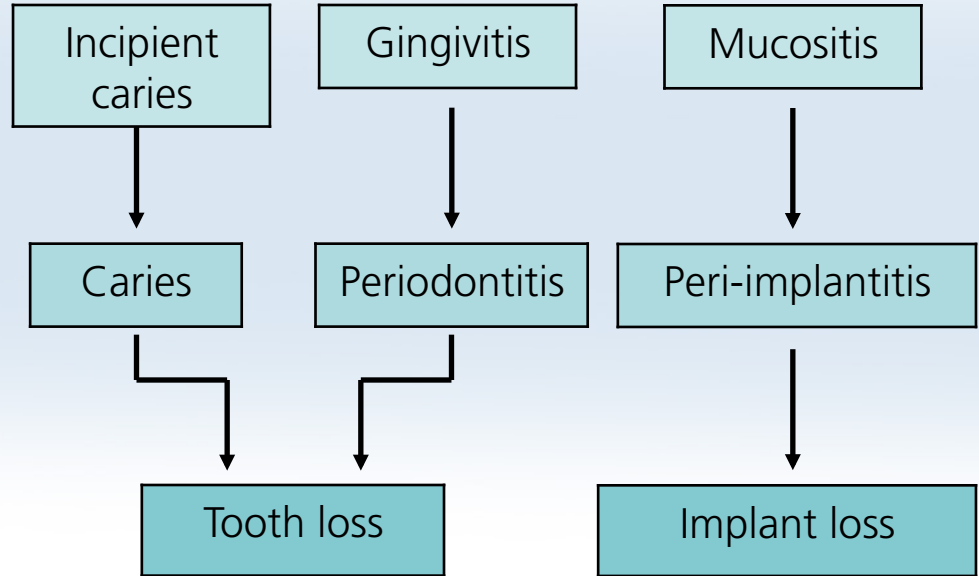 Incipient
caries
Gingivitis
Mucositis
Caries
Periodontitis
Peri-implantitis
Tooth loss
Implant loss